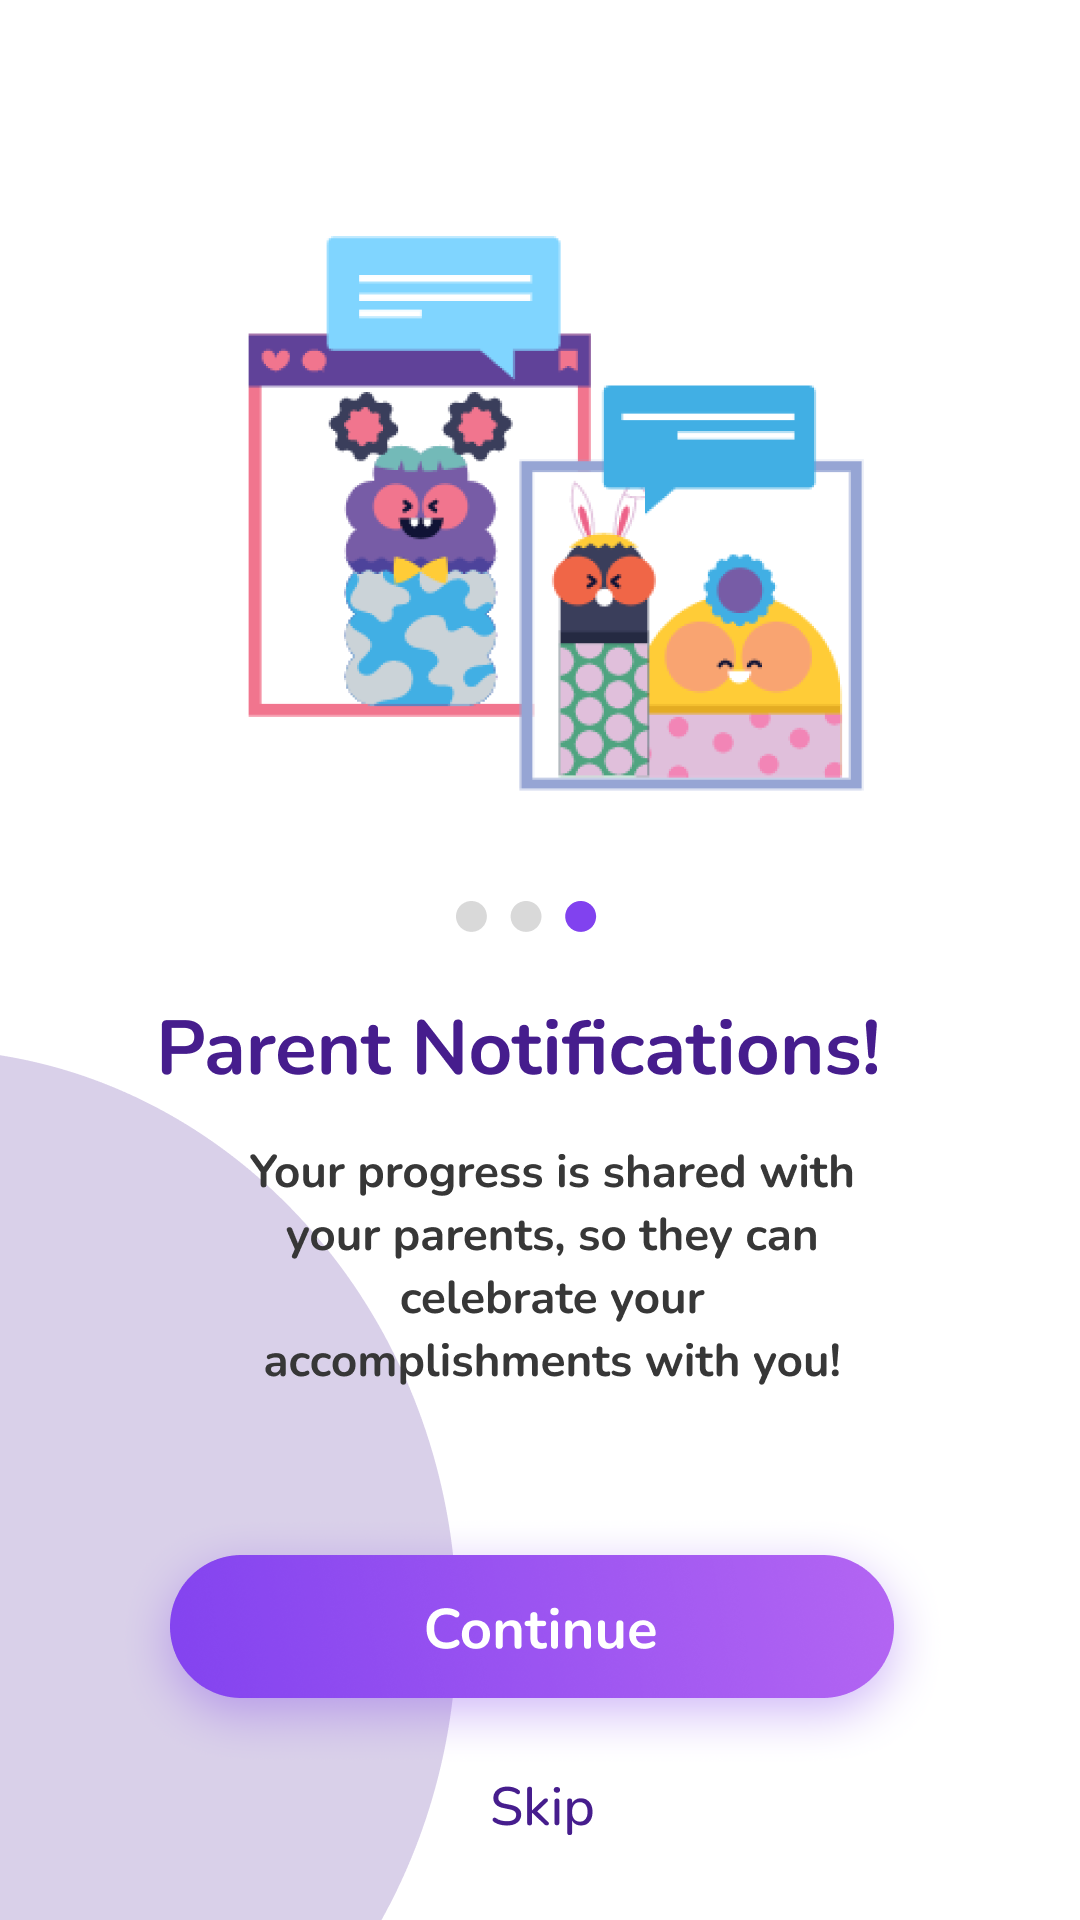 Parent Notifications!
Your progress is shared with
your parents, so they can
celebrate your
accomplishments with you!
Continue
Skip